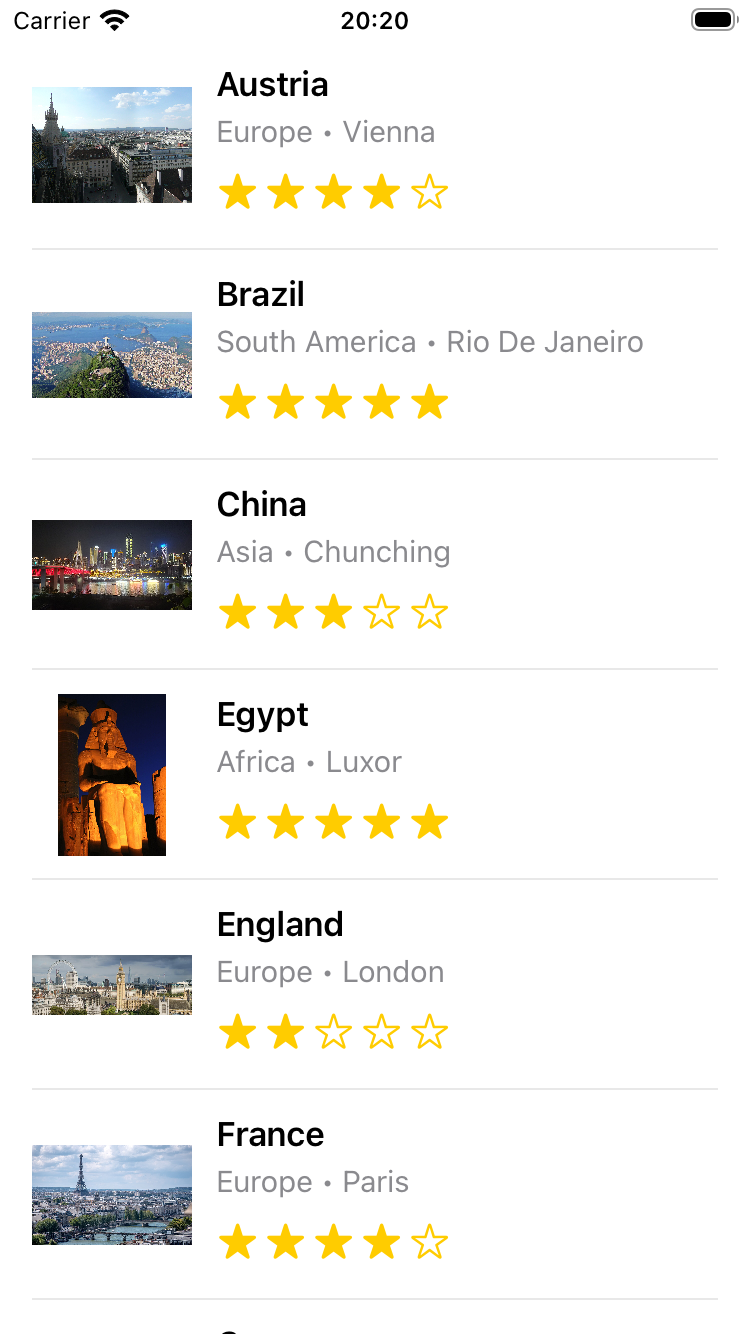 Carrier 20:20
Austria
Europe • Vienna
Brazil
South America • Rio De Janeiro
China
Asia • Chunching
Egypt
Africa • Luxor
England
Europe • London
France
Europe • Paris